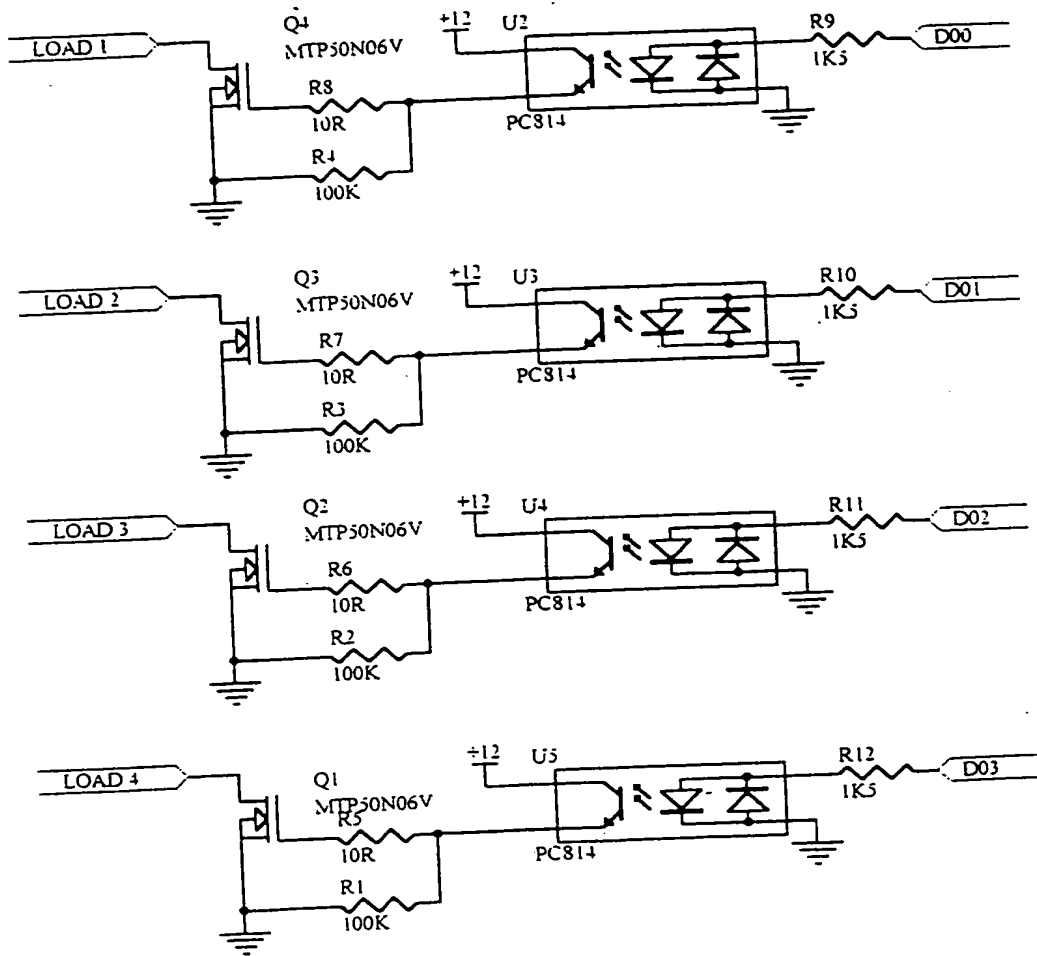 Q4
MTP50N06V
+12
U2
R9
1K5
D00
LOAD 1
R8
10R
R4
100K
PC814
Q3
MTP50N06V
+12
U3
R10
1K5
D01
LOAD 2
R7
10R
R3
100K
PC814
Q2
MTP50N06V
+12
U4
R11
1K5
D02
LOAD 3
R6
10R
R2
100K
PC814
Q1
MTP50N06V
+12
U5
R12
1K5
D03
LOAD 4
R5
10R
R1
100K
PC814